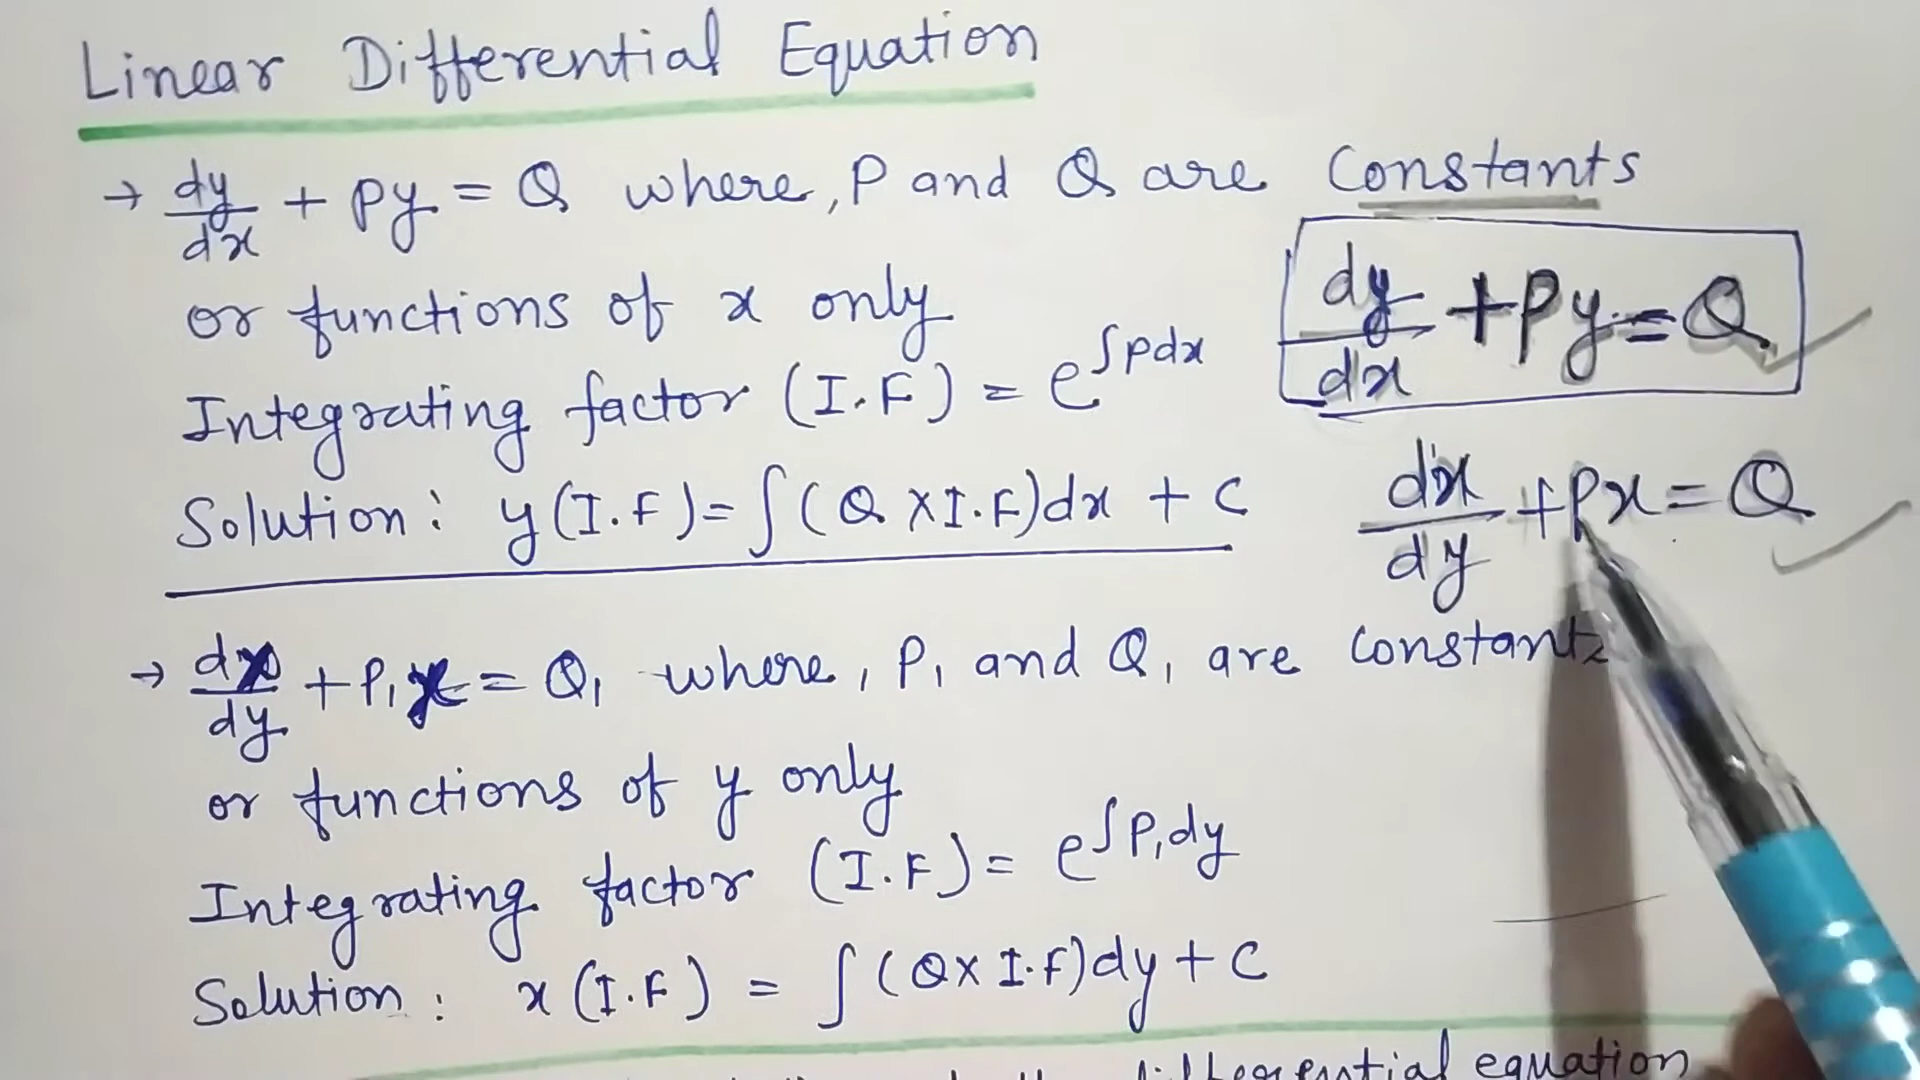 Linear Differential Equation
→ dy/dx + Py = Q where, P and Q are Constants
or functions of x only
Integrating factor (I.F) = e^∫Pdx
Solution: y(I.F) = ∫(Q × I.F)dx + C
dy/dx + Py = Q
dx/dy + Px = Q
→ dx/dy + P₁x = Q₁ where, P₁ and Q₁ are constants
or functions of y only
Integrating factor (I.F) = e^∫P₁dy
Solution: x(I.F) = ∫(Q× I.F)dy + C
differential equation